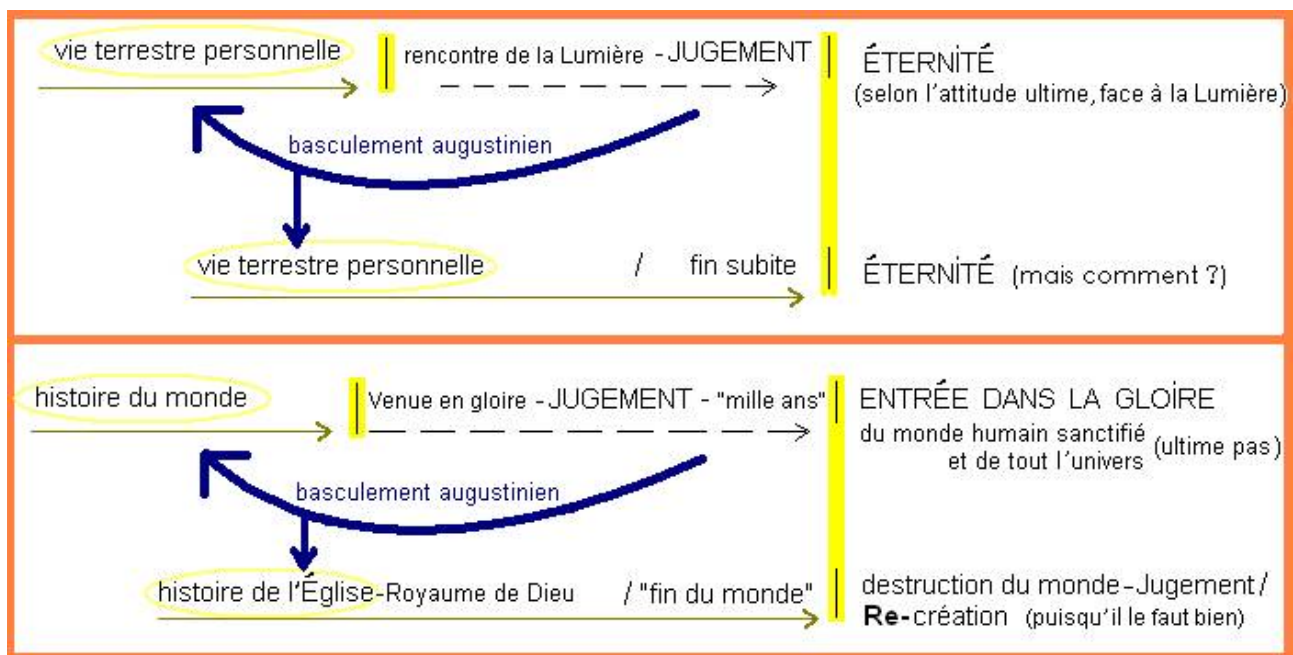 vie terrestre personnelle | rencontre de la Lumière - JUGEMENT | ÉTERNITÉ
(selon l'attitude ultime, face à la Lumière)
basculement augustinien
vie terrestre personnelle / fin subite | ÉTERNITÉ (mais comment ?)
histoire du monde | Venue en gloire - JUGEMENT - "mille ans" | ENTRÉE DANS LA GLOIRE
du monde humain sanctifié
et de tout l'univers (ultime pas)
basculement augustinien
histoire de l'Église-Royaume de Dieu / "fin du monde" | destruction du monde-Jugement/
Re-création (puisqu'il le faut bien)